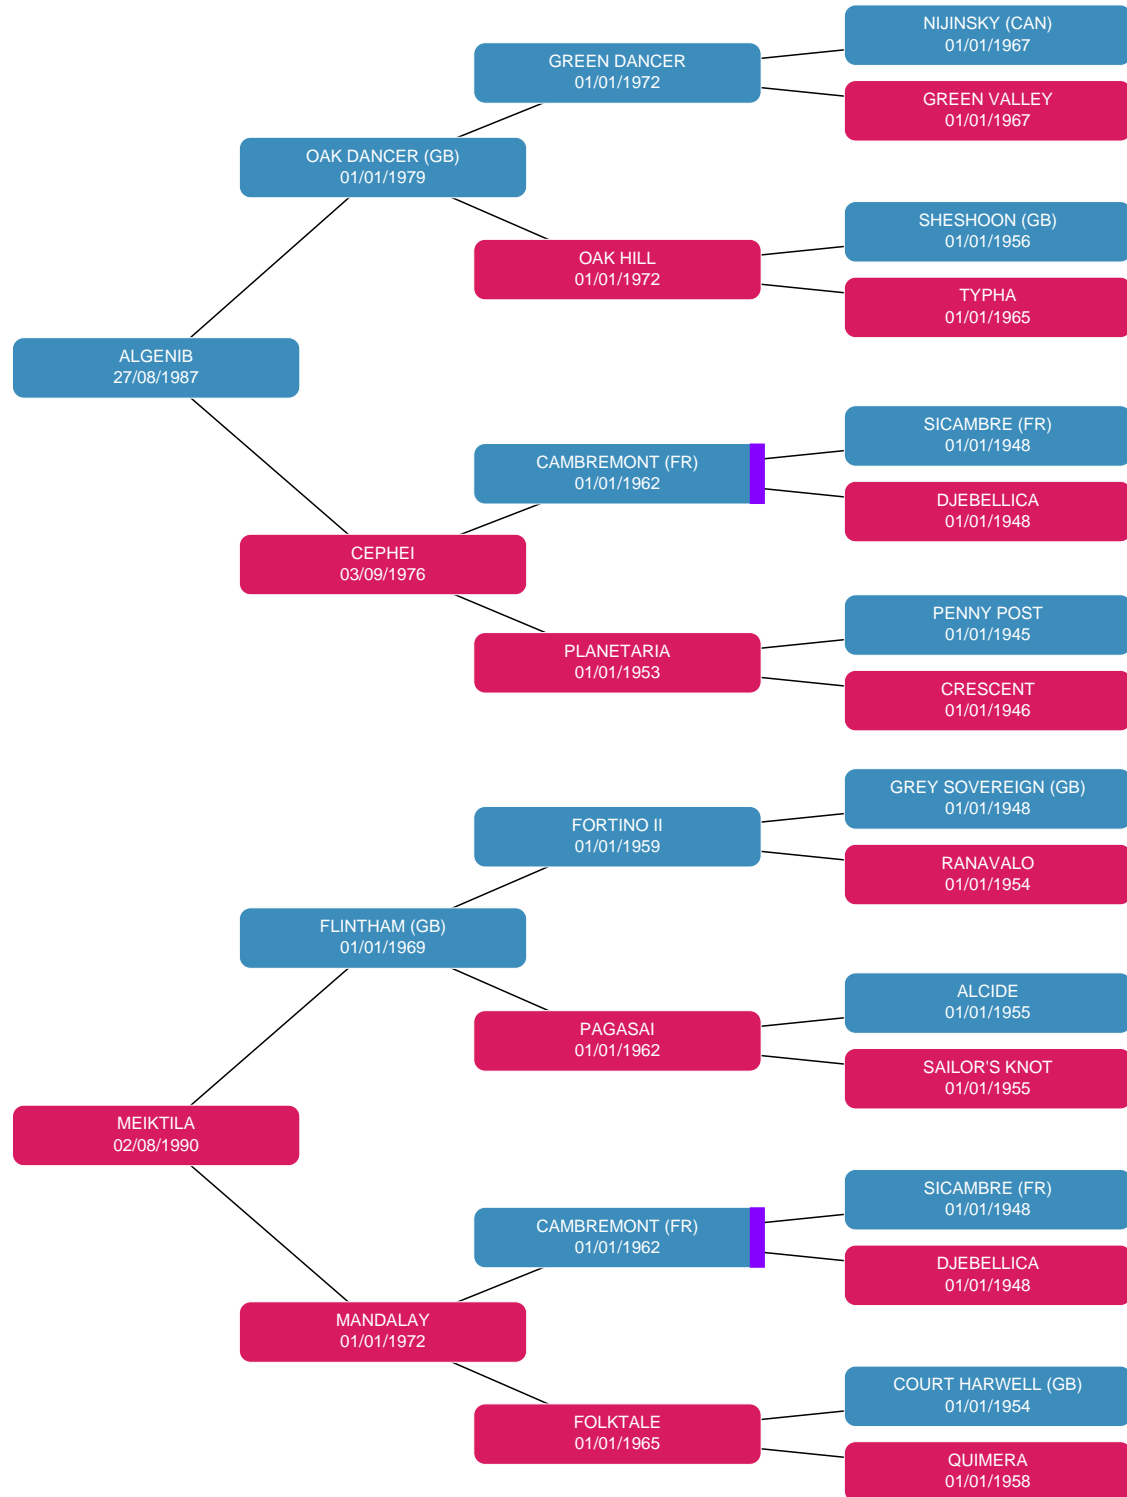 NIJINSKY (CAN)
01/01/1967
GREEN DANCER
01/01/1972
GREEN VALLEY
01/01/1967
OAK DANCER (GB)
01/01/1979
SHESHOON (GB)
01/01/1956
OAK HILL
01/01/1972
TYPHA
01/01/1965
ALGENIB
27/08/1987
SICAMBRE (FR)
01/01/1948
CAMBREMONT (FR)
01/01/1962
DJEBELLICA
01/01/1948
CEPHEI
03/09/1976
PENNY POST
01/01/1945
PLANETARIA
01/01/1953
CRESCENT
01/01/1946
GREY SOVEREIGN (GB)
01/01/1948
FORTINO II
01/01/1959
RANAVALO
01/01/1954
FLINTHAM (GB)
01/01/1969
ALCIDE
01/01/1955
PAGASAI
01/01/1962
SAILOR'S KNOT
01/01/1955
MEIKTILA
02/08/1990
SICAMBRE (FR)
01/01/1948
CAMBREMONT (FR)
01/01/1962
DJEBELLICA
01/01/1948
MANDALAY
01/01/1972
COURT HARWELL (GB)
01/01/1954
FOLKTALE
01/01/1965
QUIMERA
01/01/1958